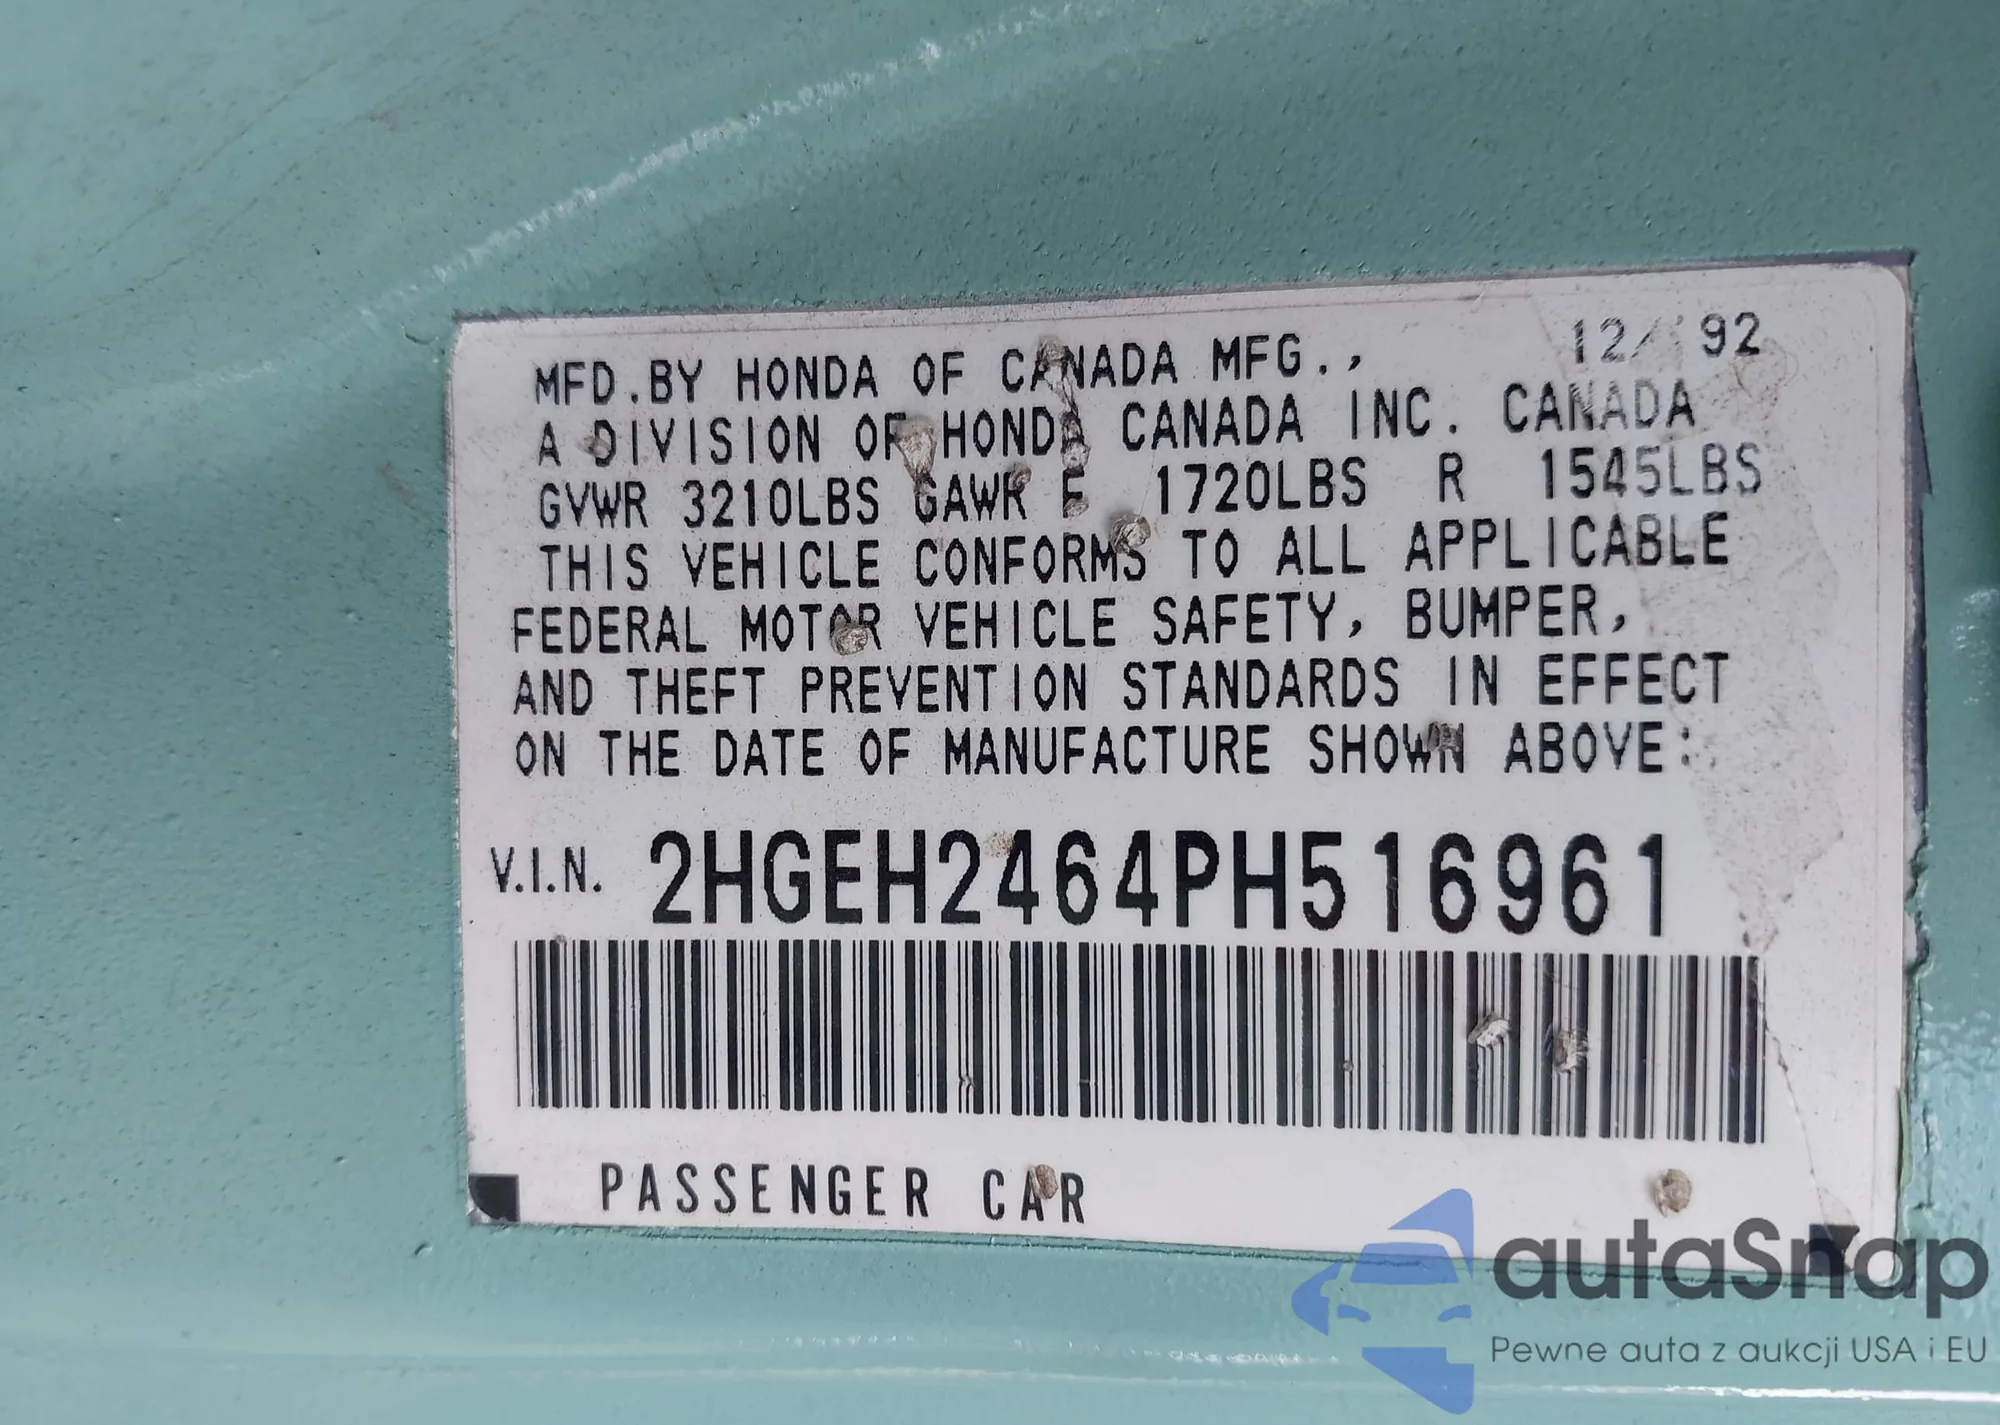 12/'92
MFD.BY HONDA OF CANADA MFG.,
A DIVISION OF HONDA CANADA INC. CANADA
GVWR 3210LBS GAWR F 1720LBS R 1545LBS
THIS VEHICLE CONFORMS TO ALL APPLICABLE
FEDERAL MOTOR VEHICLE SAFETY, BUMPER,
AND THEFT PREVENTION STANDARDS IN EFFECT
ON THE DATE OF MANUFACTURE SHOWN ABOVE:
V.I.N. 2HGEH2464PH516961
PASSENGER CAR
autaSnap
Pewne auta z aukcji USA i EU